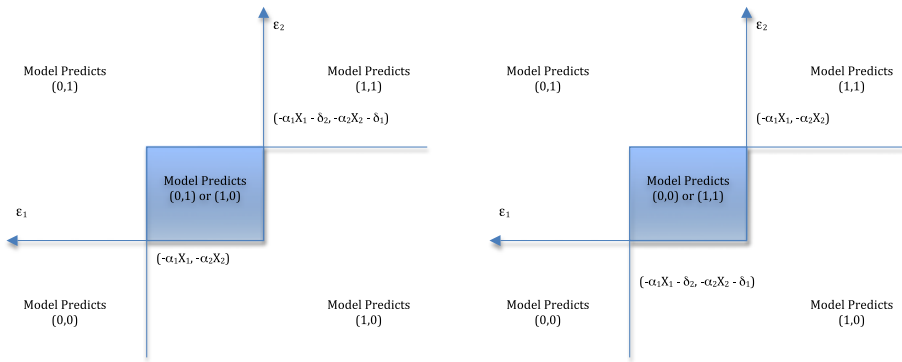 ε₂
Model Predicts
(0,1)
Model Predicts
(1,1)
(-α₁X₁ - δ₂, -α₂X₂ - δ₁)
Model Predicts
(0,1) or (1,0)
ε₁
(-α₁X₁, -α₂X₂)
Model Predicts
(0,0)
Model Predicts
(1,0)
ε₂
Model Predicts
(0,1)
Model Predicts
(1,1)
(-α₁X₁, -α₂X₂)
Model Predicts
(0,0) or (1,1)
ε₁
(-α₁X₁ - δ₂, -α₂X₂ - δ₁)
Model Predicts
(0,0)
Model Predicts
(1,0)